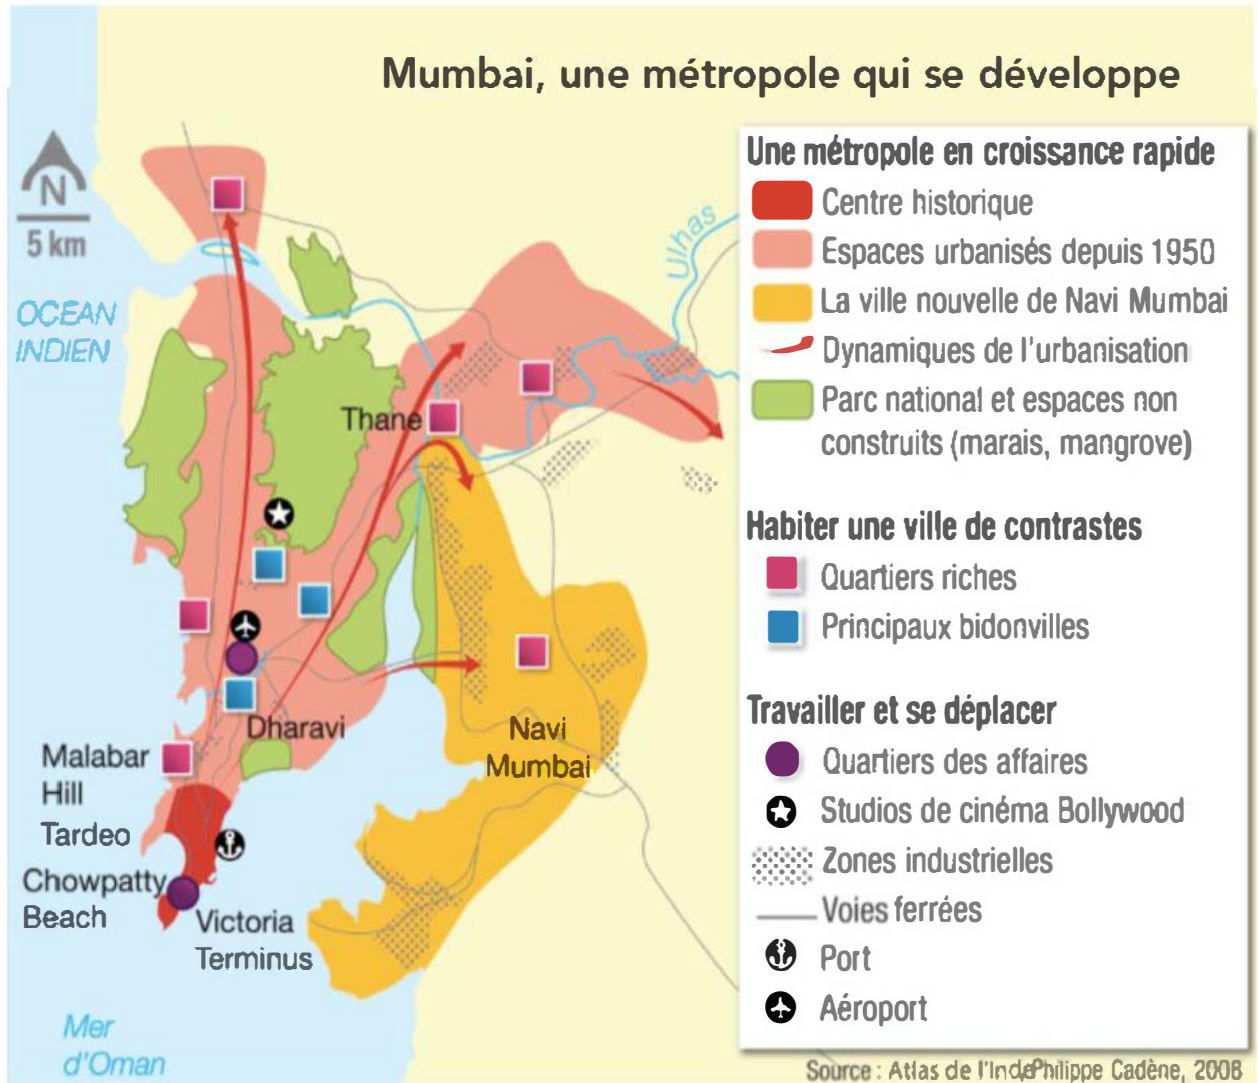 Mumbai, une métropole qui se développe
N
5 km
OCEAN
INDIEN
Ulhas
Thane
Dharavi
Navi
Mumbai
Malabar
Hill
Tardeo
Chowpatty
Beach
Victoria
Terminus
Mer
d'Oman
Une métropole en croissance rapide
Centre historique
Espaces urbanisés depuis 1950
La ville nouvelle de Navi Mumbai
Dynamiques de l'urbanisation
Parc national et espaces non
construits (marais, mangrove)
Habiter une ville de contrastes
Quartiers riches
Principaux bidonvilles
Travailler et se déplacer
Quartiers des affaires
Studios de cinéma Bollywood
Zones industrielles
Voies ferrées
Port
Aéroport
Source : Atlas de l'Inde, Philippe Cadène, 2008